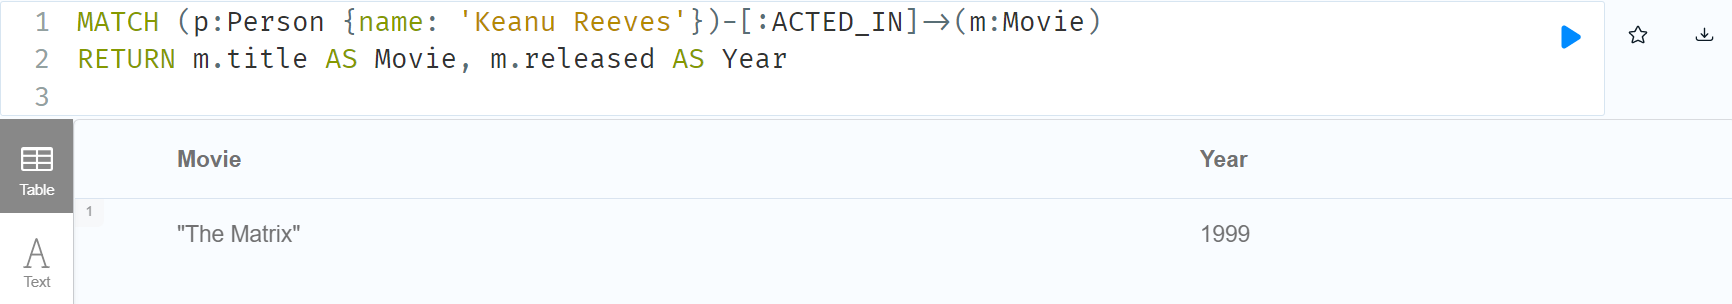 1 MATCH (p:Person {name: 'Keanu Reeves'})-[:ACTED_IN]->(m:Movie)
2 RETURN m.title AS Movie, m.released AS Year
3
Table
Movie Year
1 "The Matrix" 1999
Text